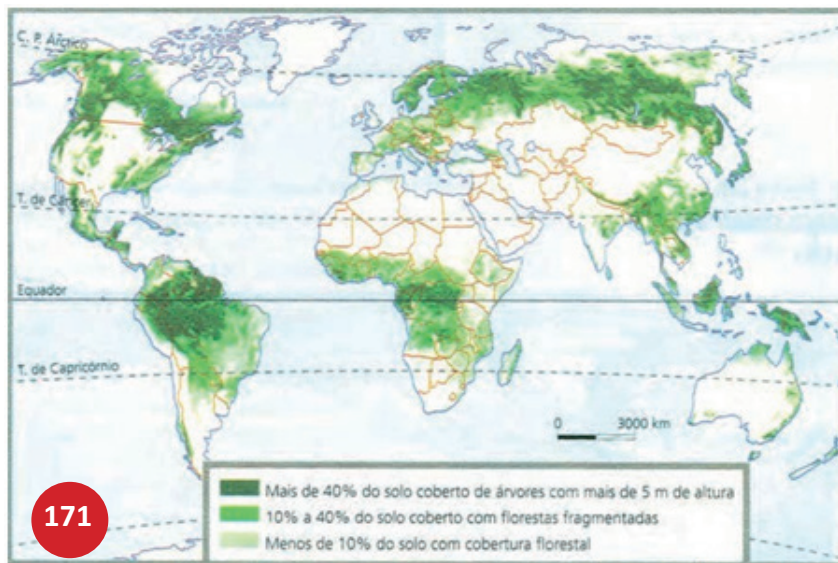 C. P. Ártico
T. de Câncer
Equador
T. de Capricórnio
0 3000 km
Mais de 40% do solo coberto de árvores com mais de 5 m de altura
10% a 40% do solo coberto com florestas fragmentadas
Menos de 10% do solo com cobertura florestal
171